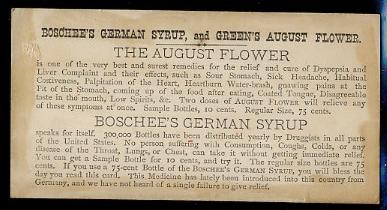 BOSCHEE'S GERMAN SYRUP, and GREEN'S AUGUST FLOWER.
THE AUGUST FLOWER
is one of the very best and surest remedies for the relief and cure of Dyspepsia and
Liver Complaint and their effects, such as Sour Stomach, Sick Headache, Habitual
Costiveness, Palpitation of the Heart, Heartburn Water-brash, gnawing pains at the
Pit of the Stomach, coming up of the food after eating, Coated Tongue, Disagreeable
taste in the mouth, Low Spirits, &c. Two doses of AUGUST FLOWER will relieve any
of these symptoms at once. Sample Bottles, 10 cents. Regular Size, 75 cents.
BOSCHEE'S GERMAN SYRUP
speaks for itself. 300,000 Bottles have been distributed yearly by Druggists in all parts
of the United States. No person suffering with Consumption, Coughs, Colds, or any
disease of the Throat, Lungs, or Chest, can take it without getting immediate relief.
You can get a Sample Bottle for 10 cents, and try it. The regular size bottles are 75
cents. If you use a 75-cent Bottle of the BOSCHEE'S GERMAN SYRUP, you will bless the
day you read this card. This Medicine has lately been introduced into this country from
Germany, and we have not heard of a single failure to give relief.